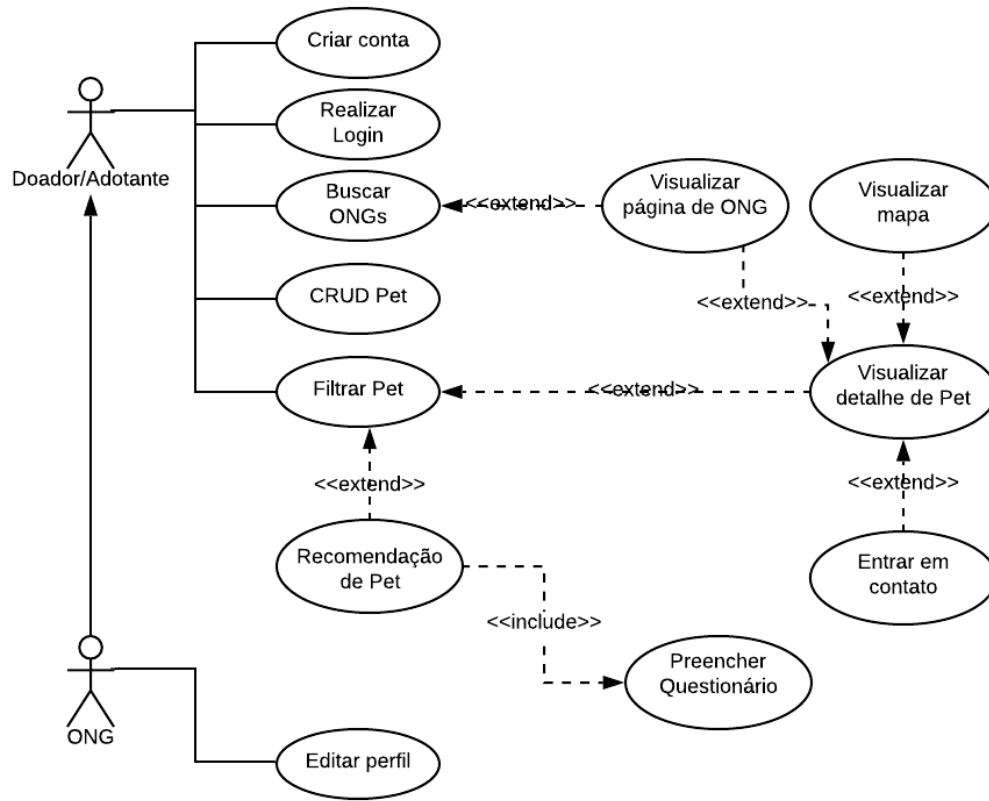 Criar conta
Realizar
Login
Doador/Adotante
Buscar
ONGs
<<extend>>
Visualizar
página de ONG
Visualizar
mapa
CRUD Pet
<<extend>>
<<extend>>
Filtrar Pet
<<extend>>
Visualizar
detalhe de Pet
<<extend>>
<<extend>>
Recomendação
de Pet
Entrar em
contato
<<include>>
Preencher
Questionário
ONG
Editar perfil